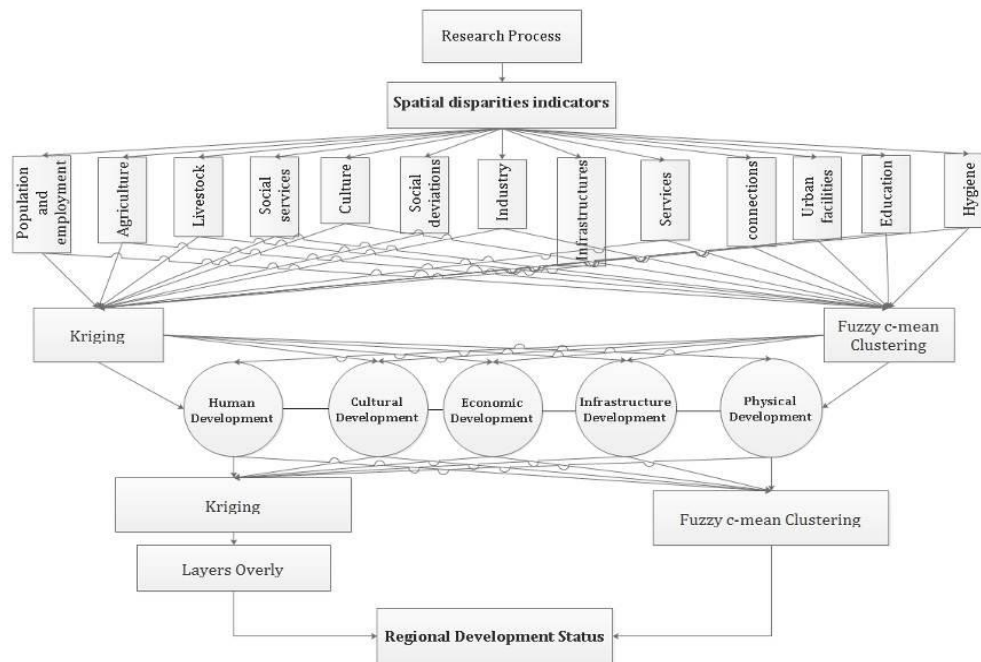 Research Process
Spatial disparities indicators
Population
and
employment
Agriculture
Livestock
Social
services
Culture
Social
deviations
Industry
Infrastructures
Services
connections
Urban
facilities
Education
Hygiene
Kriging
Fuzzy c-mean
Clustering
Human
Development
Cultural
Development
Economic
Development
Infrastructure
Development
Physical
Development
Kriging
Fuzzy c-mean Clustering
Layers Overly
Regional Development Status